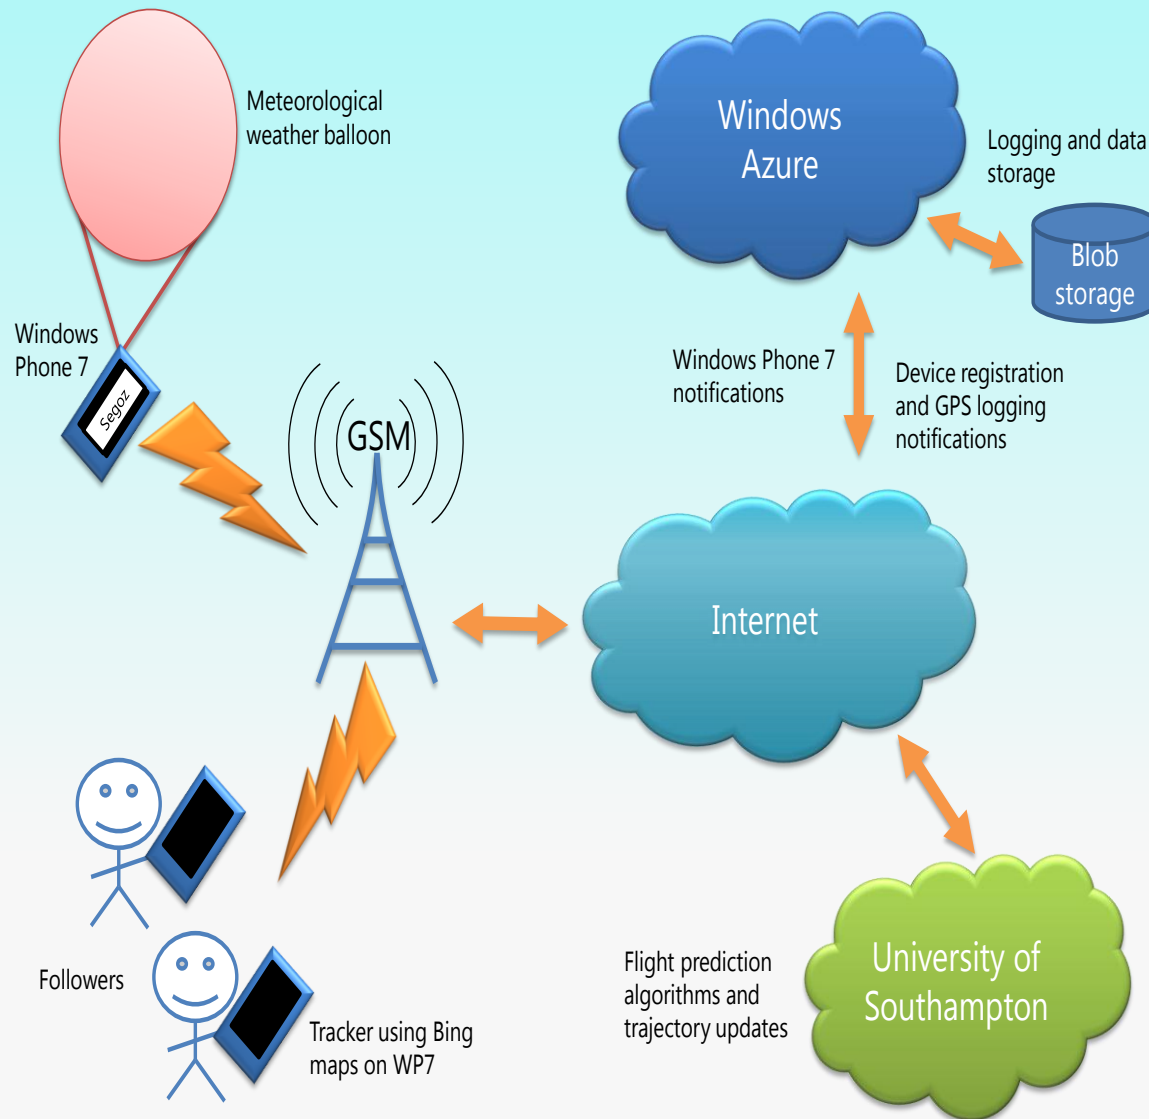 Meteorological
weather balloon
Windows
Azure
Logging and data
storage
Blob
storage
Windows
Phone 7
Segoz
GSM
Windows Phone 7
notifications
Device registration
and GPS logging
notifications
Internet
Followers
Tracker using Bing
maps on WP7
Flight prediction
algorithms and
trajectory updates
University of
Southampton